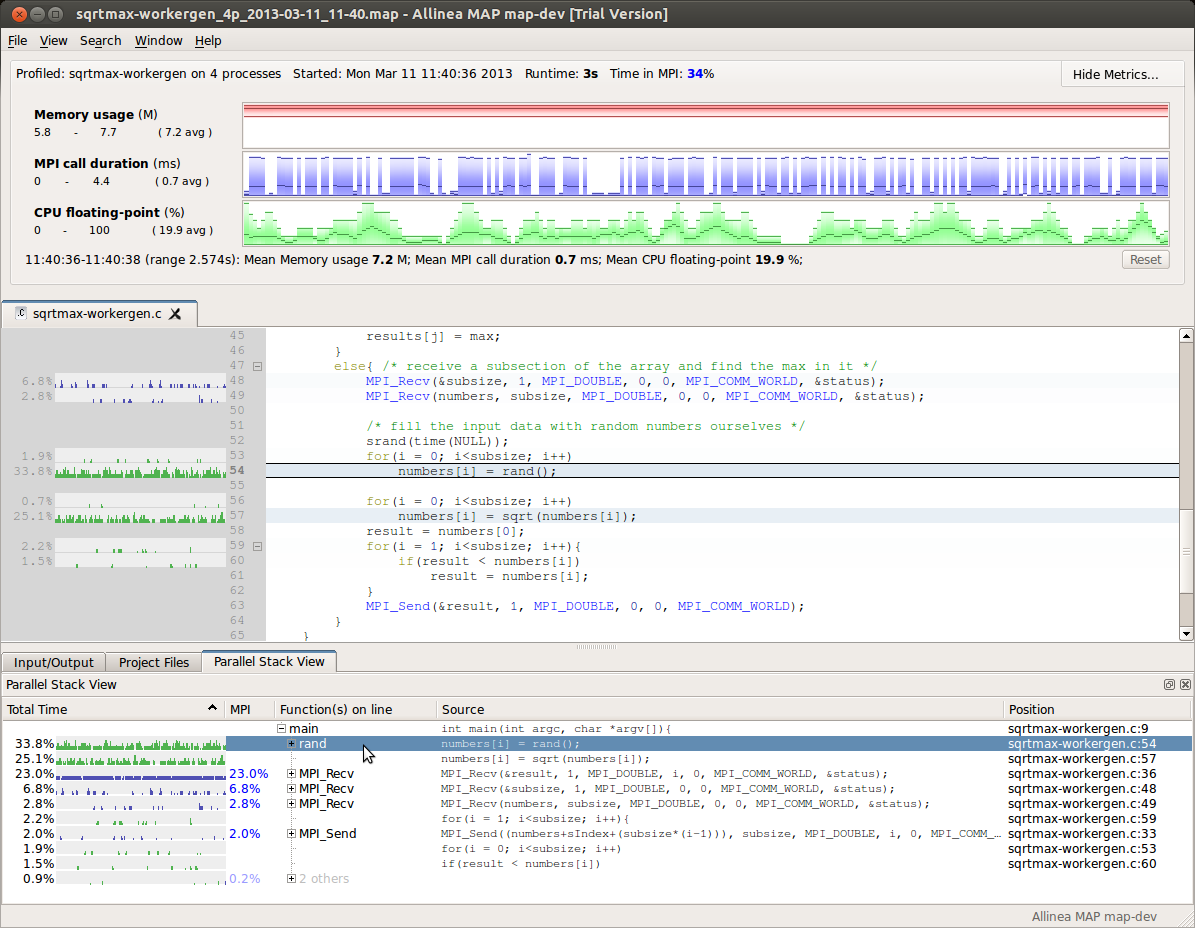 sqrtmax-workergen_4p_2013-03-11_11-40.map - Allinea MAP map-dev [Trial Version]
File View Search Window Help
Profiled: sqrtmax-workergen on 4 processes Started: Mon Mar 11 11:40:36 2013 Runtime: 3s Time in MPI: 34%
Hide Metrics...
Memory usage (M)
5.8 - 7.7 ( 7.2 avg )
MPI call duration (ms)
0 - 4.4 ( 0.7 avg )
CPU floating-point (%)
0 - 100 ( 19.9 avg )
11:40:36-11:40:38 (range 2.574s): Mean Memory usage 7.2 M; Mean MPI call duration 0.7 ms; Mean CPU floating-point 19.9 %;
Reset
.c sqrtmax-workergen.c X
45 results[j] = max;
46 }
47 else{ /* receive a subsection of the array and find the max in it */
6.8% 48 MPI_Recv(&subsize, 1, MPI_DOUBLE, 0, 0, MPI_COMM_WORLD, &status);
2.8% 49 MPI_Recv(numbers, subsize, MPI_DOUBLE, 0, 0, MPI_COMM_WORLD, &status);
50
51 /* fill the input data with random numbers ourselves */
52 srand(time(NULL));
1.9% 53 for(i = 0; i<subsize; i++)
33.8% 54 numbers[i] = rand();
55
0.7% 56 for(i = 0; i<subsize; i++)
25.1% 57 numbers[i] = sqrt(numbers[i]);
58 result = numbers[0];
2.2% 59 for(i = 1; i<subsize; i++){
1.5% 60 if(result < numbers[i])
61 result = numbers[i];
62 }
63 MPI_Send(&result, 1, MPI_DOUBLE, 0, 0, MPI_COMM_WORLD);
64 }
65 }
Input/Output Project Files Parallel Stack View
Parallel Stack View
Total Time MPI Function(s) on line Source Position
main int main(int argc, char *argv[]){ sqrtmax-workergen.c:9
33.8% rand numbers[i] = rand(); sqrtmax-workergen.c:54
25.1% numbers[i] = sqrt(numbers[i]); sqrtmax-workergen.c:57
23.0% 23.0% MPI_Recv MPI_Recv(&result, 1, MPI_DOUBLE, i, 0, MPI_COMM_WORLD, &status); sqrtmax-workergen.c:36
6.8% 6.8% MPI_Recv MPI_Recv(&subsize, 1, MPI_DOUBLE, 0, 0, MPI_COMM_WORLD, &status); sqrtmax-workergen.c:48
2.8% 2.8% MPI_Recv MPI_Recv(numbers, subsize, MPI_DOUBLE, 0, 0, MPI_COMM_WORLD, &status); sqrtmax-workergen.c:49
2.2% for(i = 1; i<subsize; i++){ sqrtmax-workergen.c:59
2.0% 2.0% MPI_Send MPI_Send((numbers+sIndex+(subsize*(i-1))), subsize, MPI_DOUBLE, i, 0, MPI_COMM_... sqrtmax-workergen.c:33
1.9% for(i = 0; i<subsize; i++) sqrtmax-workergen.c:53
1.5% if(result < numbers[i]) sqrtmax-workergen.c:60
0.9% 0.2% 2 others
Allinea MAP map-dev